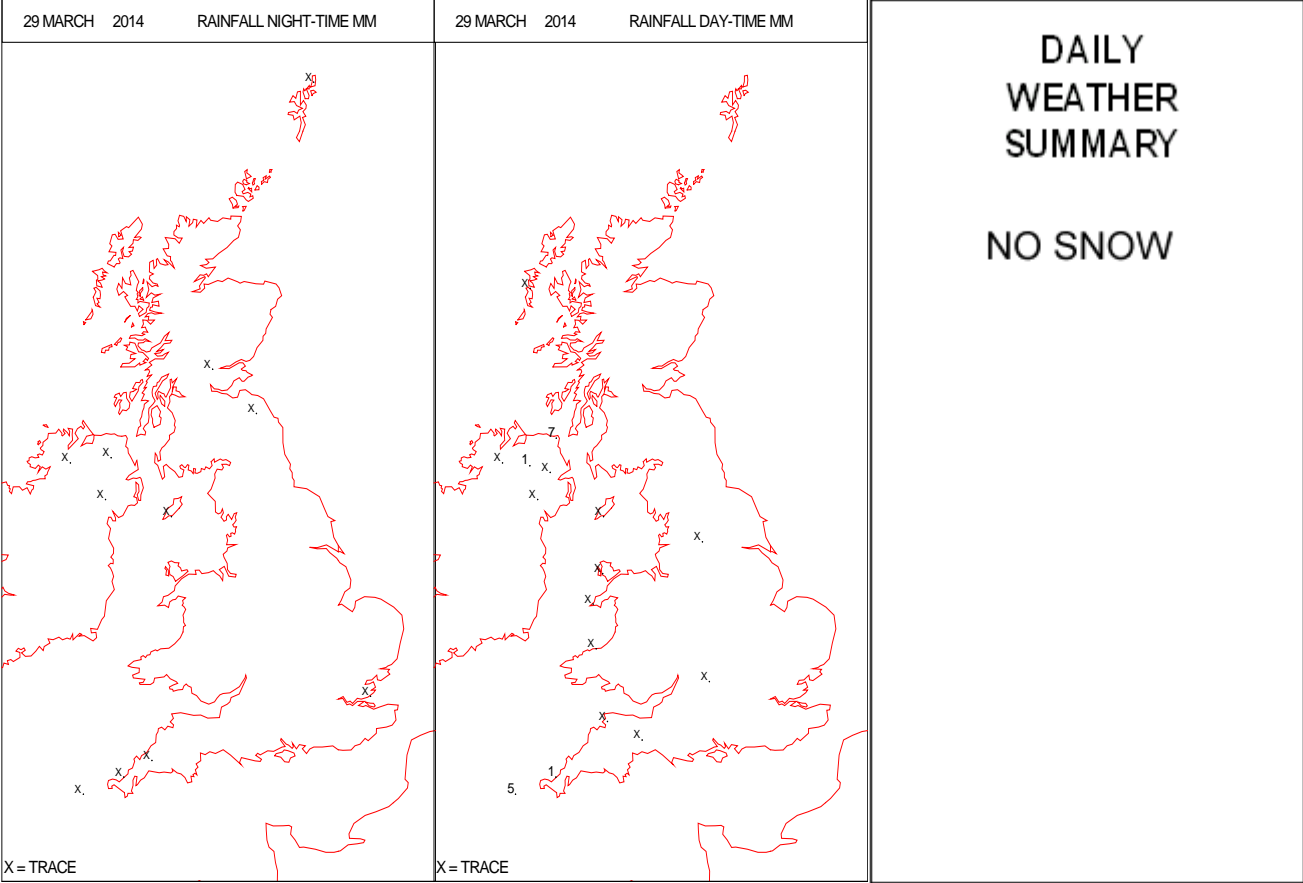 29 MARCH 2014 RAINFALL NIGHT-TIME MM
X
X.
X.
X.
X.
X.
X.
X.
X.
X.
X.
X = TRACE
29 MARCH 2014 RAINFALL DAY-TIME MM
X
7.
X.
1.
X.
X.
X.
X.
X.
X.
X.
X.
X.
X.
1.
5.
X = TRACE
DAILY
WEATHER
SUMMARY
NO SNOW